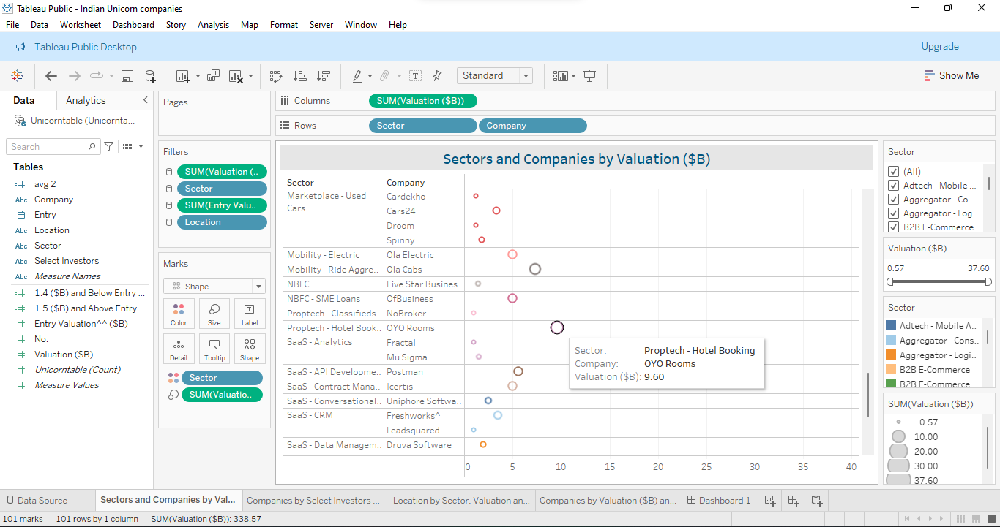 Tableau Public - Indian Unicorn companies
File Data Worksheet Dashboard Story Analysis Map Format Server Window Help
Tableau Public Desktop Upgrade
Standard Show Me
Data Analytics
Unicorntable (Unicornta...
Search
Tables
avg 2
Abc Company
Entry
Abc Location
Abc Sector
Abc Select Investors
Abc Measure Names
1.4 ($B) and Below Entry ...
1.5 ($B) and Above Entry ...
Entry Valuation^^ ($B)
No.
Valuation ($B)
Unicorntable (Count)
Measure Values
Pages
Filters
SUM(Valuation (..
Sector
SUM(Entry Valu..
Location
Marks
Shape
Color Size Label
Detail Tooltip Shape
Sector
SUM(Valuatio..
Columns SUM(Valuation ($B))
Rows Sector Company
Sectors and Companies by Valuation ($B)
Sector Company
Marketplace - Used Cars Cardekho
Cars24
Droom
Spinny
Mobility - Electric Ola Electric
Mobility - Ride Aggre.. Ola Cabs
NBFC Five Star Busines..
NBFC - SME Loans OfBusiness
Proptech - Classifieds NoBroker
Proptech - Hotel Book.. OYO Rooms
SaaS - Analytics Fractal
Mu Sigma
SaaS - API Developme.. Postman
SaaS - Contract Mana.. Icertis
SaaS - Conversational.. Uniphore Softwa..
SaaS - CRM Freshworks^
Leadsquared
SaaS - Data Managem.. Druva Software
Sector: Proptech - Hotel Booking
Company: OYO Rooms
Valuation ($B): 9.60
0 5 10 15 20 25 30 35 40
Sector
(All)
Adtech - Mobile ...
Aggregator - Co...
Aggregator - Log...
B2B E-Commerce
Valuation ($B)
0.57 37.60
Sector
Adtech - Mobile A..
Aggregator - Cons..
Aggregator - Logi..
B2B E-Commerce
B2B E-Commerce ..
SUM(Valuation ($B))
0.57
10.00
20.00
30.00
37.60
Data Source Sectors and Companies by Val... Companies by Select Investors ... Location by Sector, Valuation an... Companies by Valuation ($B) an... Dashboard 1
101 marks 101 rows by 1 column SUM(Valuation ($B)): 338.57